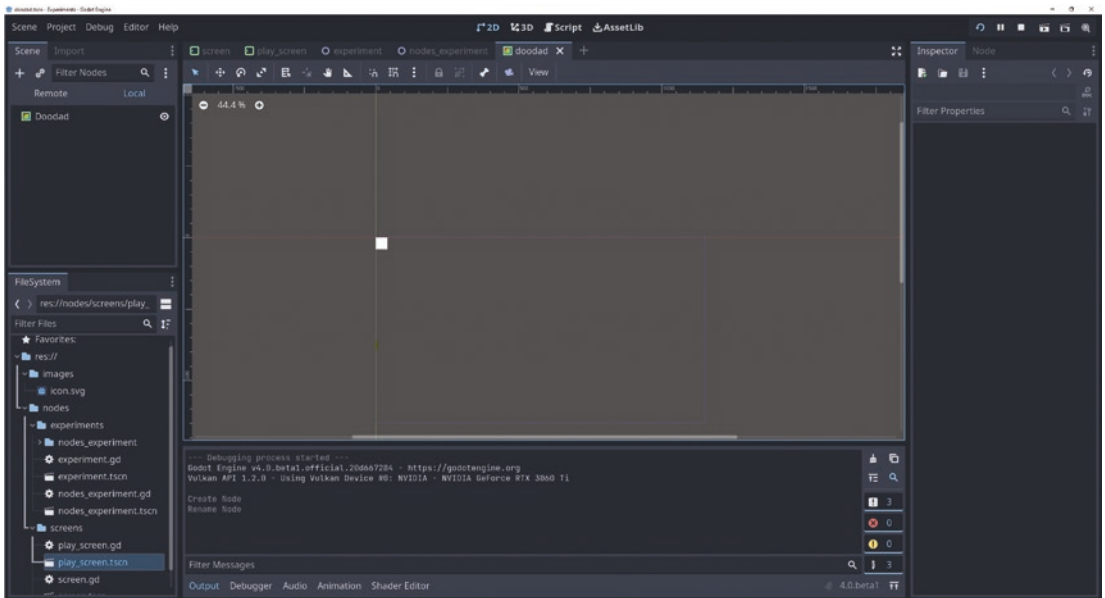 doodad.tscn - Experiments - Godot Engine
Scene Project Debug Editor Help
2D 3D Script AssetLib
Scene Import
screen play_screen experiment nodes_experiment doodad
Inspector Node
Filter Nodes
View
Remote Local
44.4 %
Filter Properties
Doodad
FileSystem
res://nodes/screens/play_
Filter Files
Favorites:
res://
images
icon.svg
nodes
experiments
nodes_experiment
experiment.gd
experiment.tscn
nodes_experiment.gd
nodes_experiment.tscn
screens
play_screen.gd
play_screen.tscn
screen.gd
--- Debugging process started ---
Godot Engine v4.0.beta1.official.20d667284 - https://godotengine.org
Vulkan API 1.2.0 - Using Vulkan Device #0: NVIDIA - NVIDIA GeForce RTX 3060 Ti
Create Node
Rename Node
3
0
0
3
Filter Messages
Output Debugger Audio Animation Shader Editor
4.0.beta1